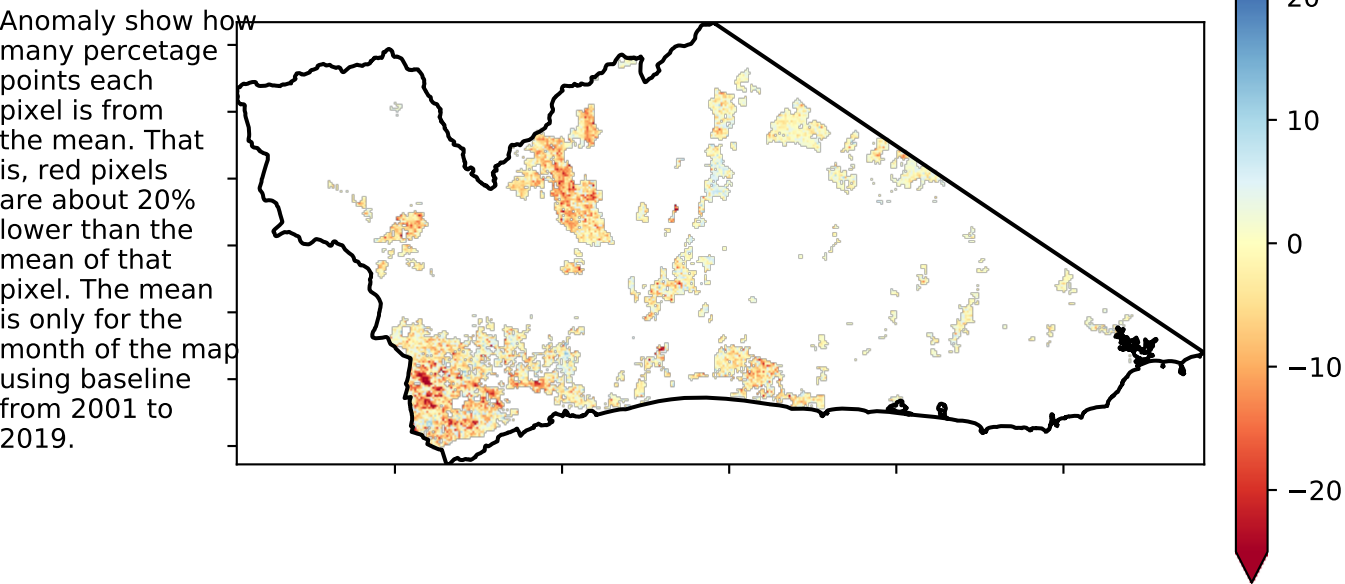 Anomaly show how
many percetage
points each
pixel is from
the mean. That
is, red pixels
are about 20%
lower than the
mean of that
pixel. The mean
is only for the
month of the map
using baseline
from 2001 to
2019.
20
10
0
−10
−20